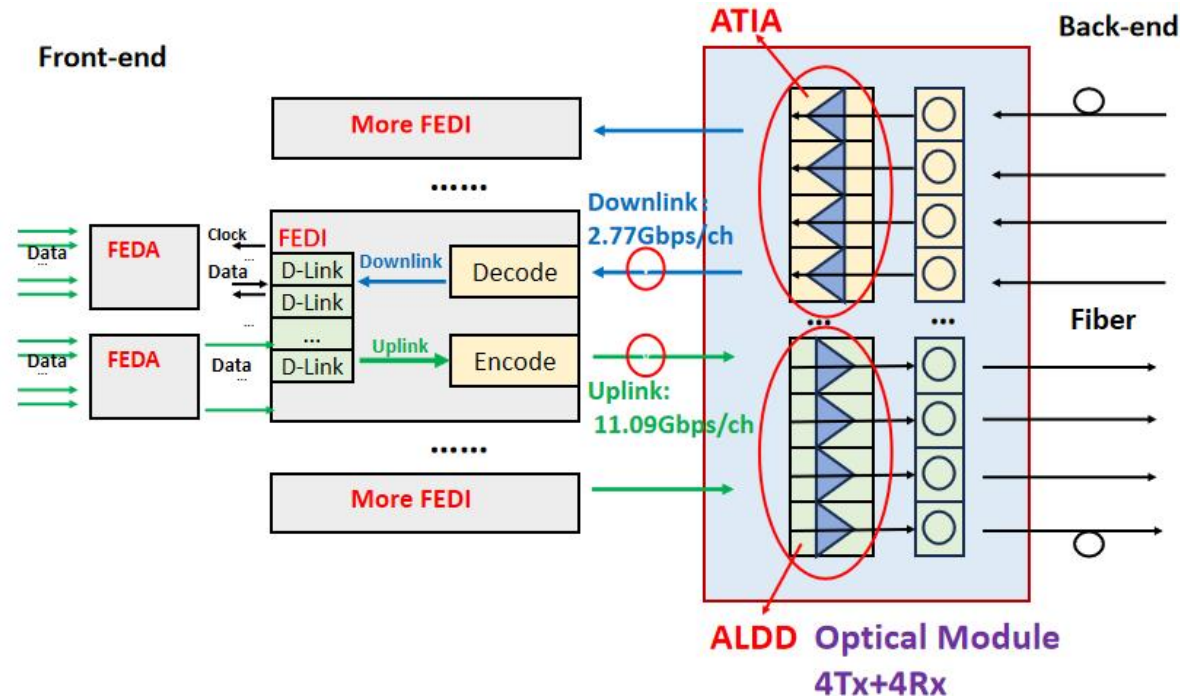 ATIA
Back-end
Front-end
More FEDI
......
Downlink :
2.77Gbps/ch
Clock
FEDI
...
Data
...
FEDA
Data
D-Link
Downlink
Decode
D-Link
...
...
...
...
Fiber
Data
...
FEDA
Data
...
D-Link
Uplink
Encode
Uplink:
11.09Gbps/ch
......
More FEDI
ALDD Optical Module
4Tx+4Rx